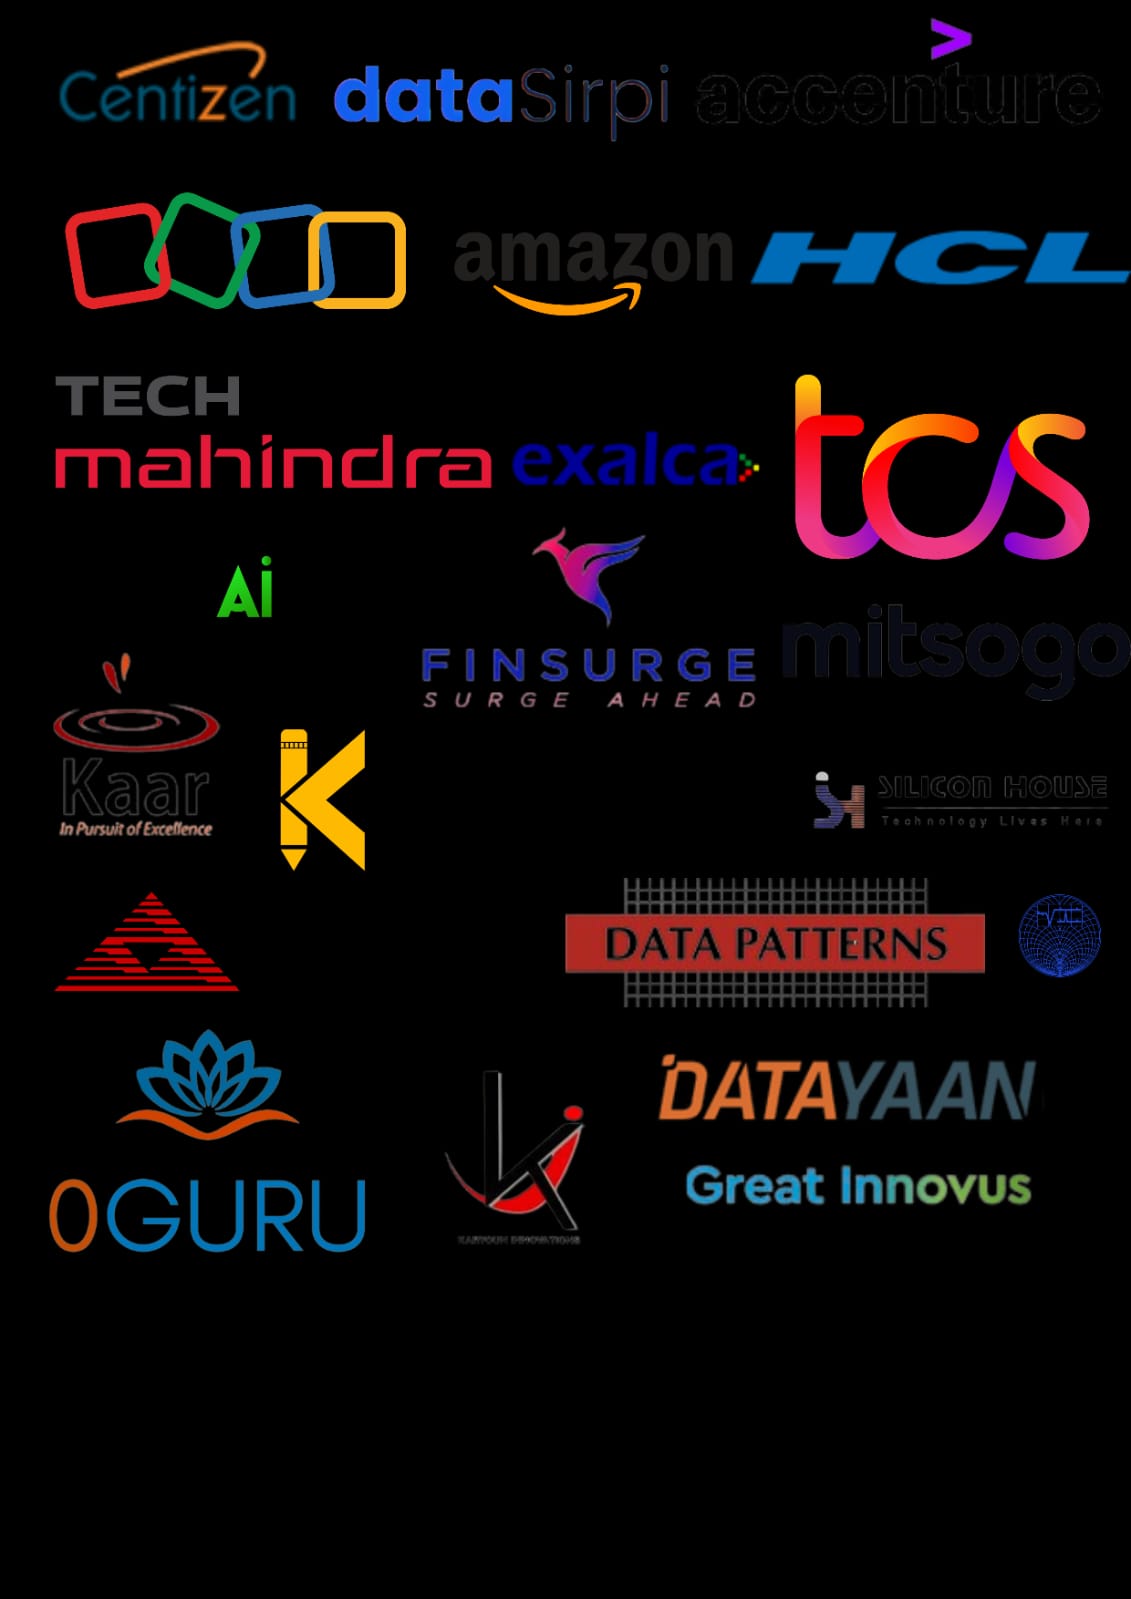 Centizen
dataSirpi
accenture
amazon
HCL
TECH
mahindra
exalca
tcs
Ai
FINSURGE
SURGE AHEAD
mitsogo
Kaar
In Pursuit of Excellence
K
SILICON HOUSE
Technology Lives Here
DATA PATTERNS
DATAYAAN
Great Innovus
0GURU